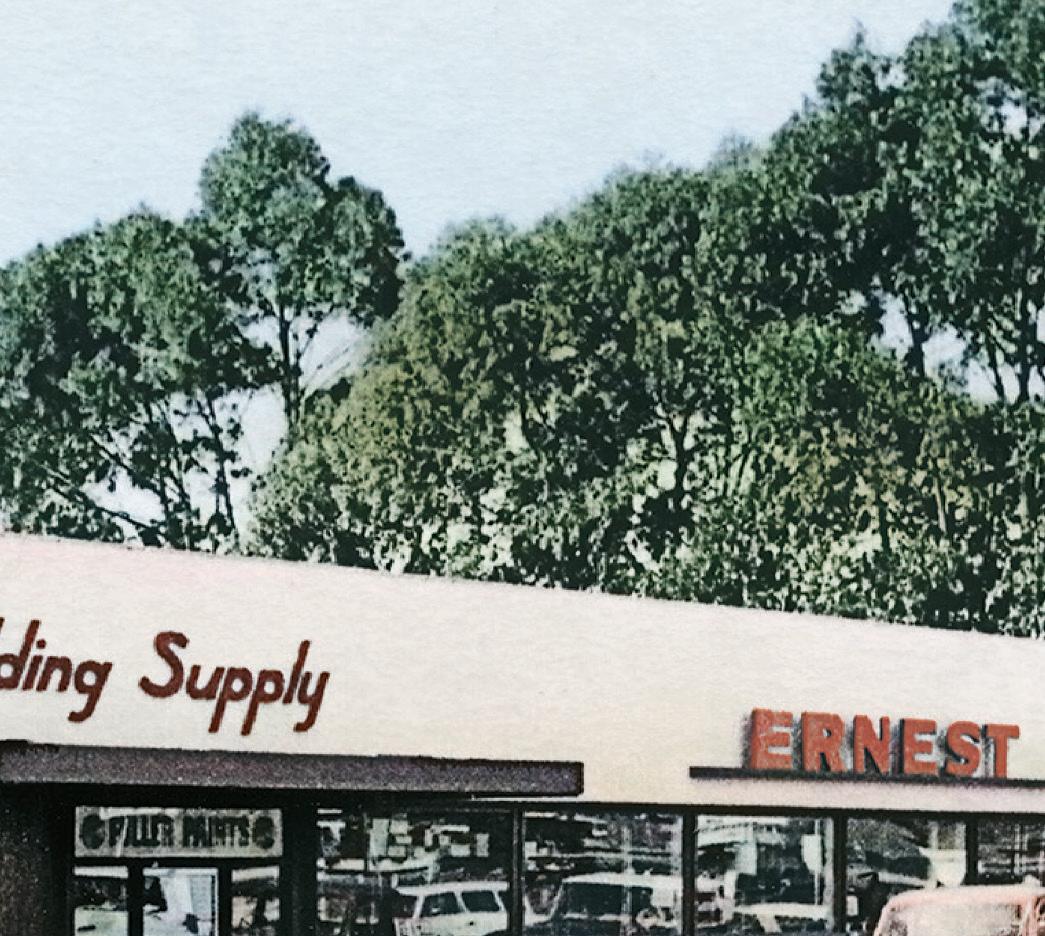 ding Supply
ERNEST
FULLER PAINTS